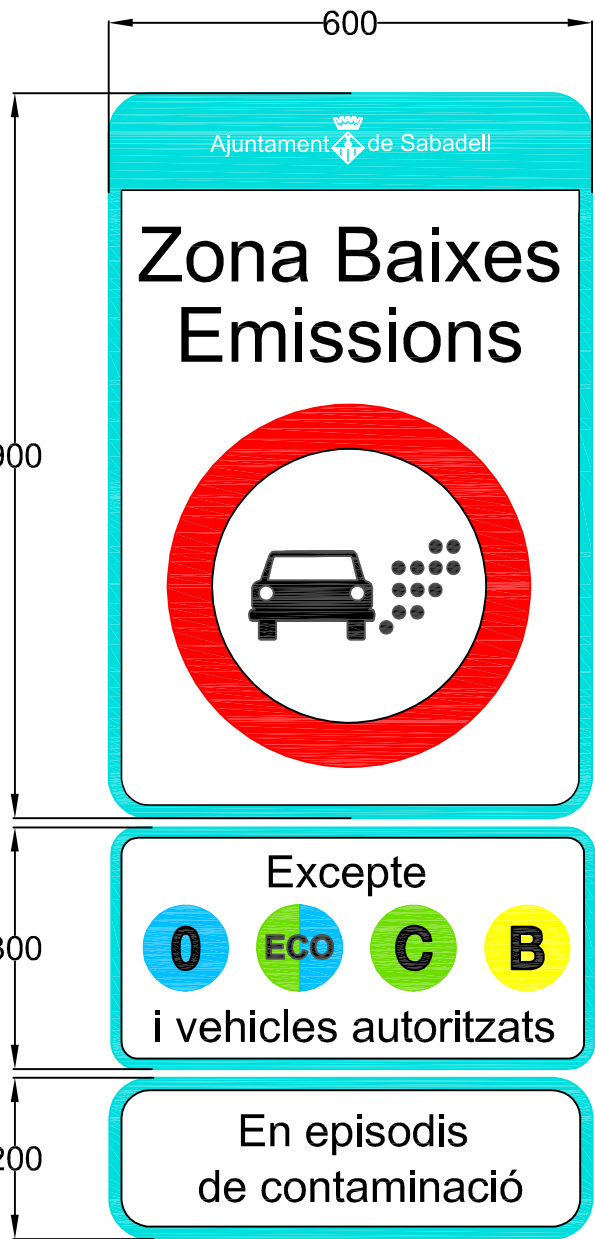 600
Ajuntament de Sabadell
Zona Baixes
Emissions
900
Excepte
0 ECO C B
300
i vehicles autoritzats
En episodis
200
de contaminació